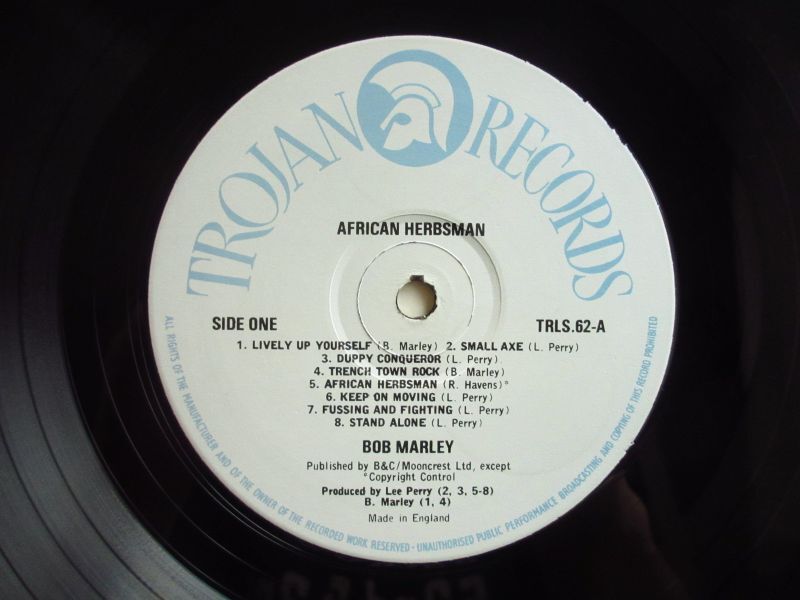 TROJAN RECORDS
AFRICAN HERBSMAN
SIDE ONE
TRLS.62-A
1. LIVELY UP YOURSELF (B. Marley) 2. SMALL AXE (L. Perry)
3. DUPPY CONQUEROR (L. Perry)
4. TRENCH TOWN ROCK (B. Marley)
5. AFRICAN HERBSMAN (R. Havens)*
6. KEEP ON MOVING (L. Perry)
7. FUSSING AND FIGHTING (L. Perry)
8. STAND ALONE (L. Perry)
BOB MARLEY
Published by B&C/Mooncrest Ltd, except
*Copyright Control
Produced by Lee Perry (2, 3, 5-8)
B. Marley (1, 4)
Made in England
ALL RIGHTS OF THE MANUFACTURER AND OF THE OWNER OF THE RECORDED WORK RESERVED - UNAUTHORISED PUBLIC PERFORMANCE BROADCASTING AND COPYING OF THIS RECORD PROHIBITED